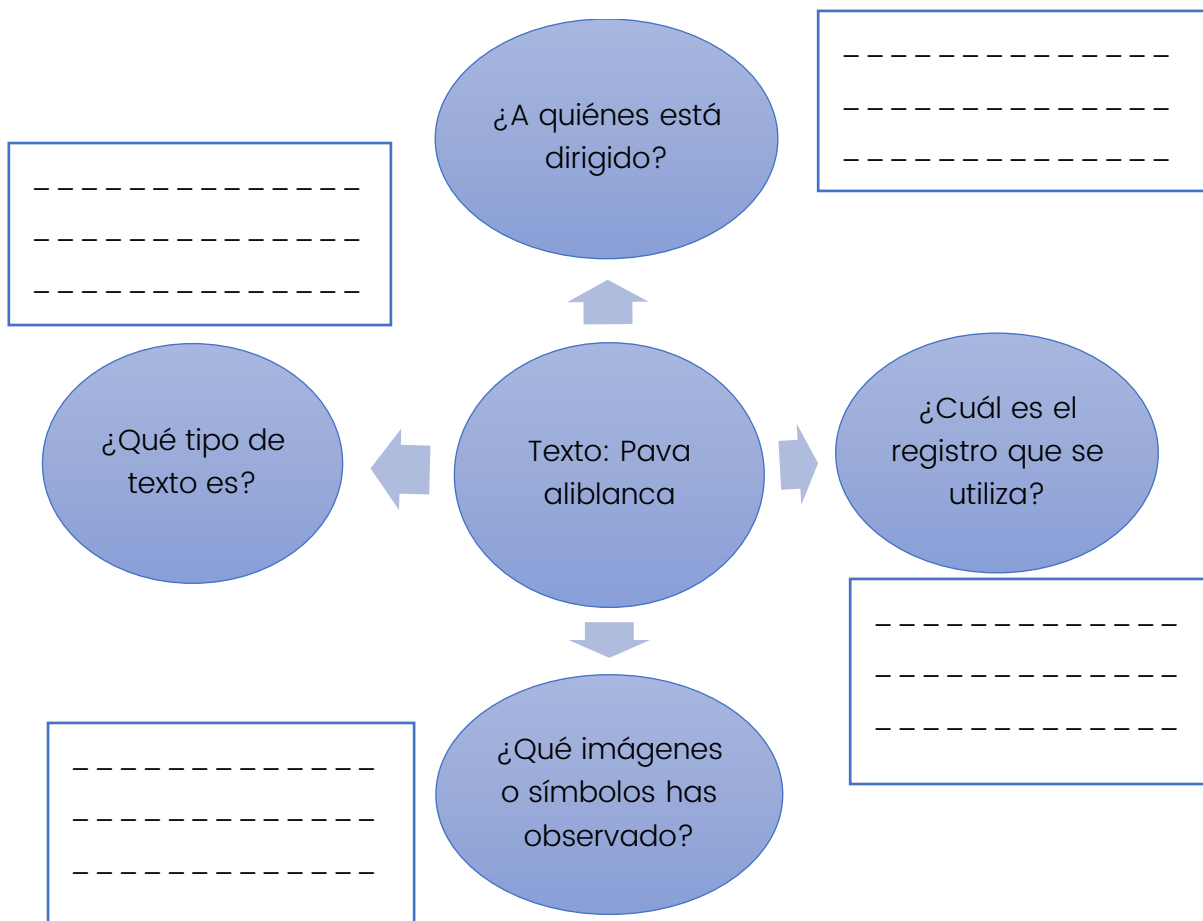 ¿A quiénes está
dirigido?
_ _ _ _ _ _ _ _ _ _ _ _ _ _
_ _ _ _ _ _ _ _ _ _ _ _ _ _
_ _ _ _ _ _ _ _ _ _ _ _ _ _
_ _ _ _ _ _ _ _ _ _ _ _ _ _
_ _ _ _ _ _ _ _ _ _ _ _ _ _
_ _ _ _ _ _ _ _ _ _ _ _ _ _
¿Qué tipo de
texto es?
Texto: Pava
aliblanca
¿Cuál es el
registro que se
utiliza?
_ _ _ _ _ _ _ _ _ _ _ _ _
_ _ _ _ _ _ _ _ _ _ _ _ _
_ _ _ _ _ _ _ _ _ _ _ _ _
¿Qué imágenes
o símbolos has
observado?
_ _ _ _ _ _ _ _ _ _ _ _ _
_ _ _ _ _ _ _ _ _ _ _ _ _
_ _ _ _ _ _ _ _ _ _ _ _ _